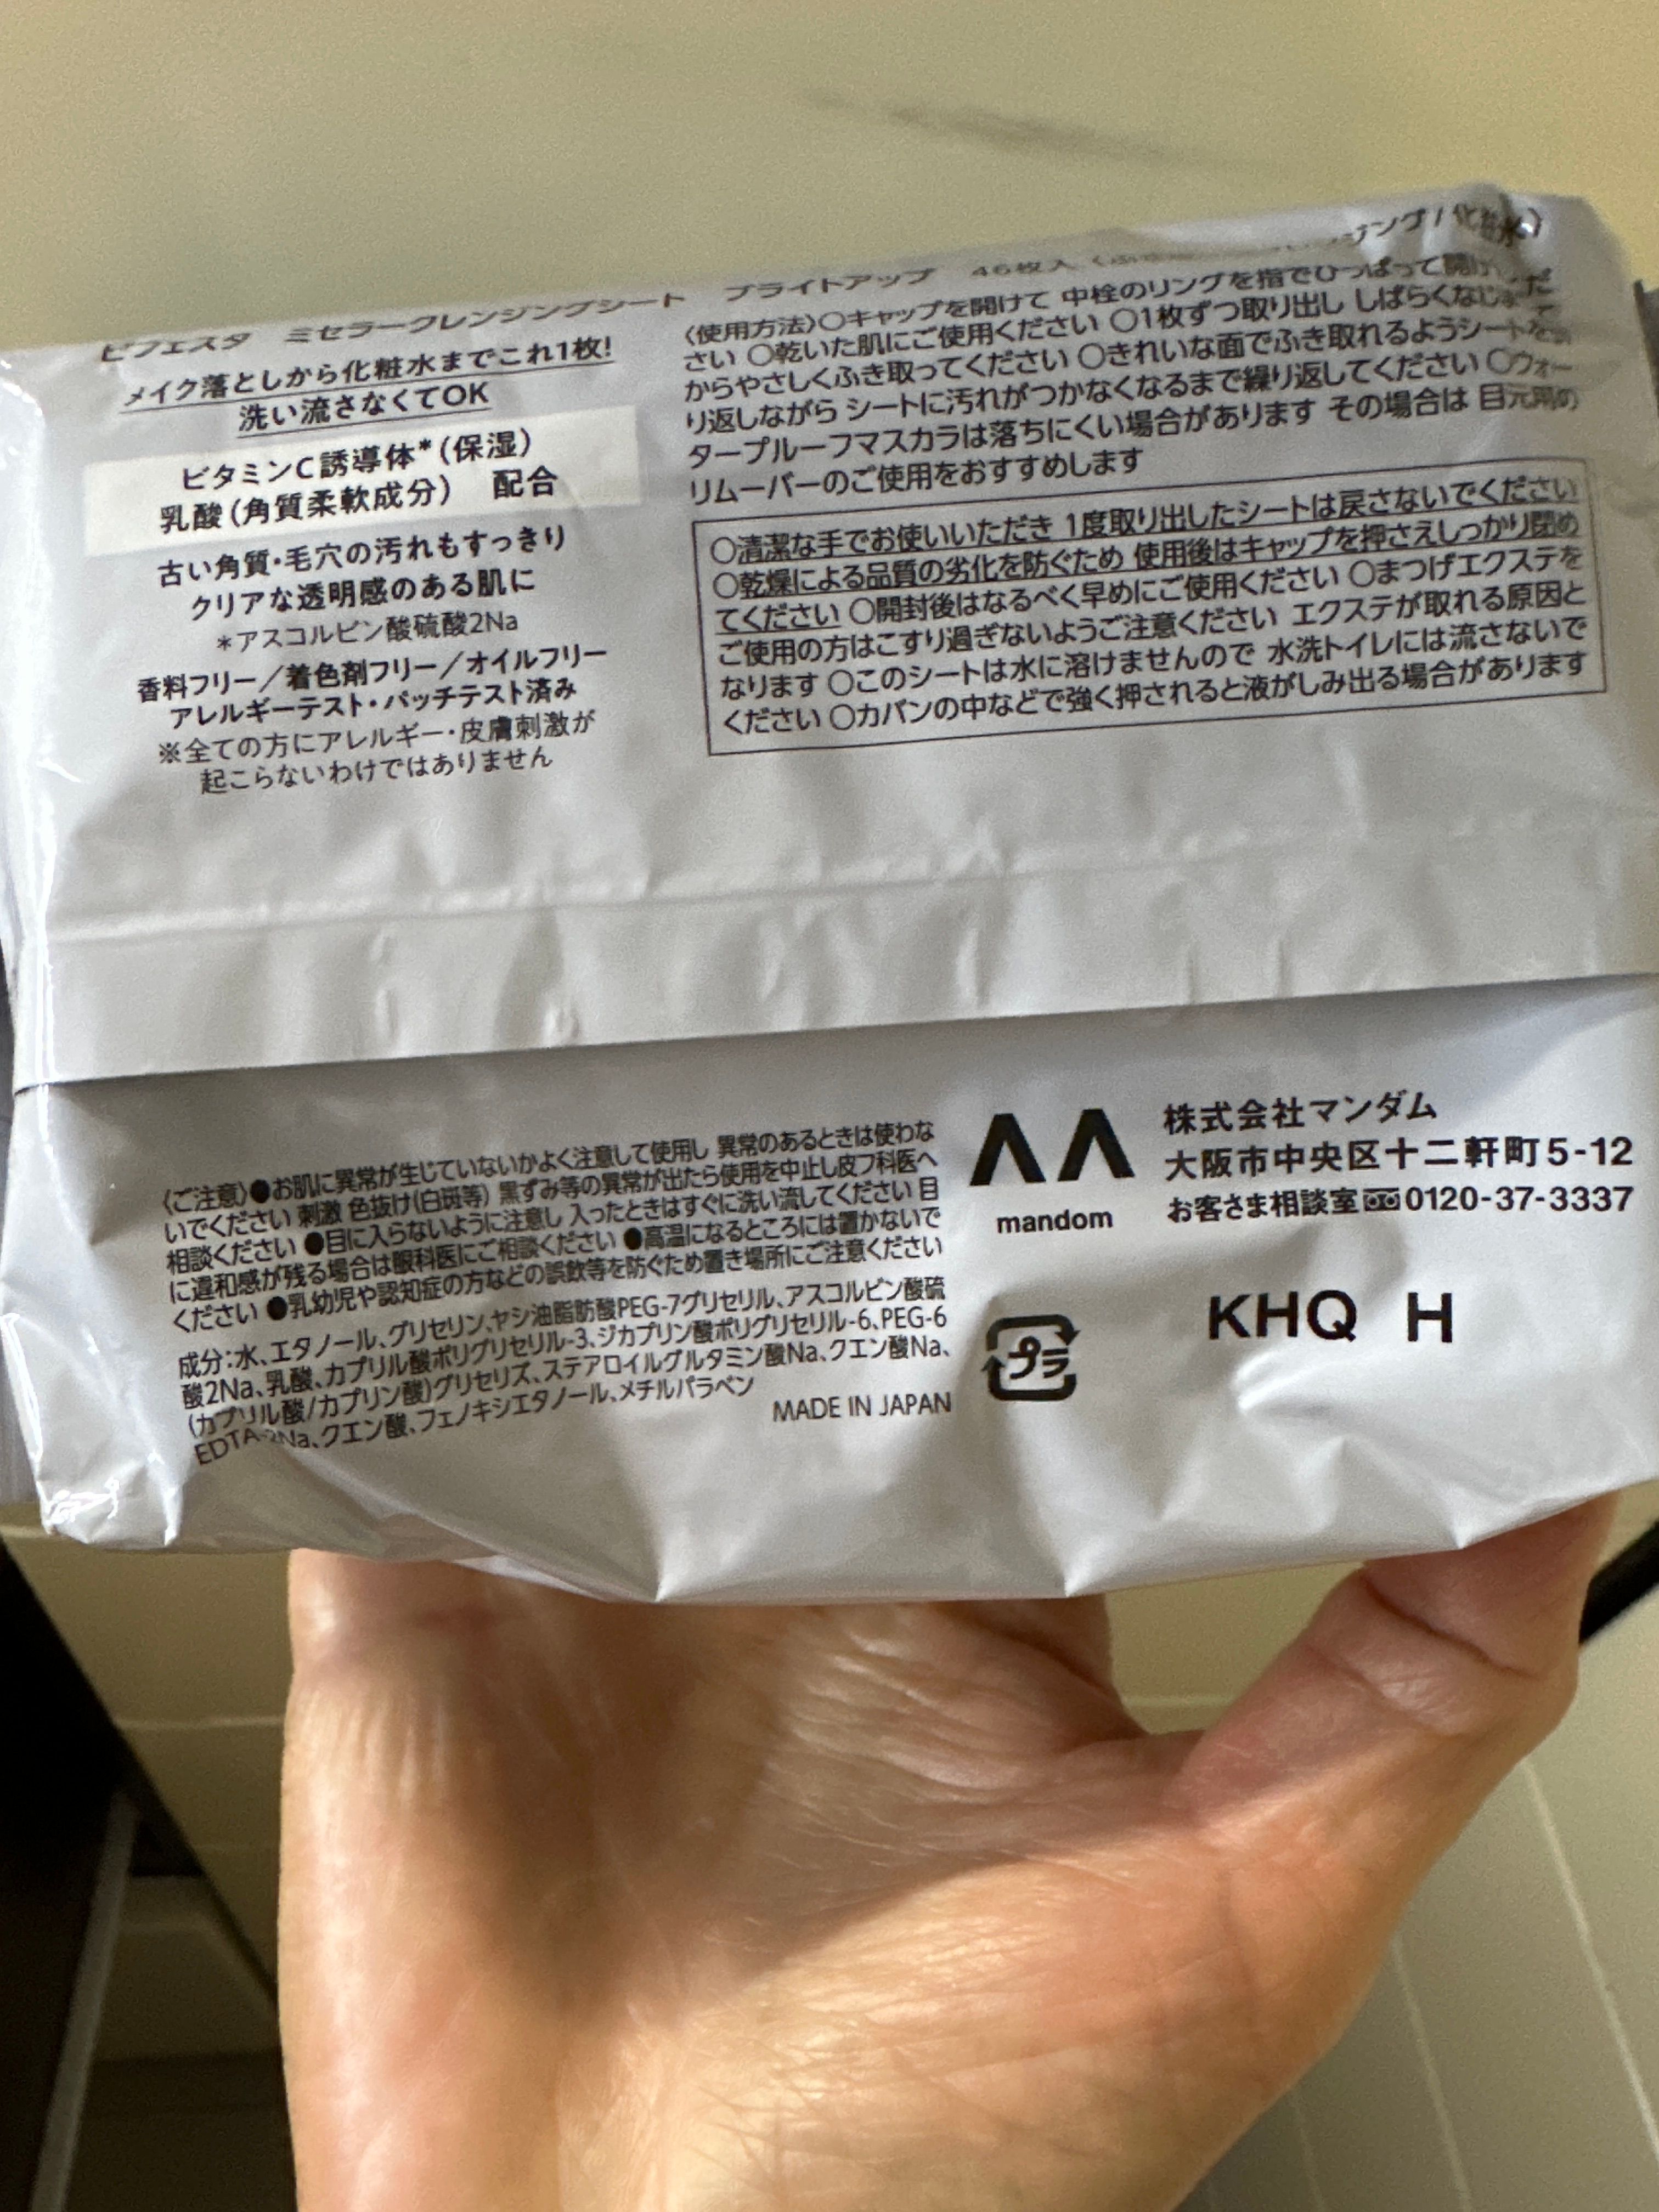 ビフェスタ　ミセラークレンジングシート　ブライトアップ　46枚入
メイク落としから化粧水までこれ1枚!
洗い流さなくてOK
ビタミンC誘導体*(保湿)
乳酸(角質柔軟成分)　配合
古い角質・毛穴の汚れもすっきり
クリアな透明感のある肌に
*アスコルビン酸硫酸2Na
香料フリー/着色剤フリー/オイルフリー
アレルギーテスト・パッチテスト済み
※全ての方にアレルギー・皮膚刺激が
起こらないわけではありません
〈使用方法〉○キャップを開けて 中栓のリングを指でひっぱって開け
さい ○乾いた肌にご使用ください ○1枚ずつ取り出し しばらくなじ
からやさしくふき取ってください ○きれいな面でふき取れるようシートを
り返しながら シートに汚れがつかなくなるまで繰り返してください ○ウォー
タープルーフマスカラは落ちにくい場合があります その場合は 目元用の
リムーバーのご使用をおすすめします
○清潔な手でお使いいただき 1度取り出したシートは戻さないでください
○乾燥による品質の劣化を防ぐため 使用後はキャップを押さえしっかり閉め
てください ○開封後はなるべく早めにご使用ください ○まつげエクステを
ご使用の方はこすり過ぎないようご注意ください エクステが取れる原因と
なります ○このシートは水に溶けませんので 水洗トイレには流さないで
ください ○カバンの中などで強く押されると液がしみ出る場合があります
〈ご注意〉●お肌に異常が生じていないかよく注意して使用し 異常のあるときは使わな
いでください 刺激 色抜け(白斑等) 黒ずみ等の異常が出たら使用を中止し皮フ科医へ
相談ください ●目に入らないように注意し 入ったときはすぐに洗い流してください 目
に違和感が残る場合は眼科医にご相談ください ●高温になるところには置かないで
ください ●乳幼児や認知症の方などの誤飲等を防ぐため置き場所にご注意ください
成分:水、エタノール、グリセリン、ヤシ油脂肪酸PEG-7グリセリル、アスコルビン酸硫
酸2Na、乳酸、カプリル酸ポリグリセリル-3、ジカプリン酸ポリグリセリル-6、PEG-6
(カプリル酸/カプリン酸)グリセリズ、ステアロイルグルタミン酸Na、クエン酸Na、
EDTA-2Na、クエン酸、フェノキシエタノール、メチルパラベン
MADE IN JAPAN
mandom
株式会社マンダム
大阪市中央区十二軒町5-12
お客さま相談室 0120-37-3337
プラ
KHQ H